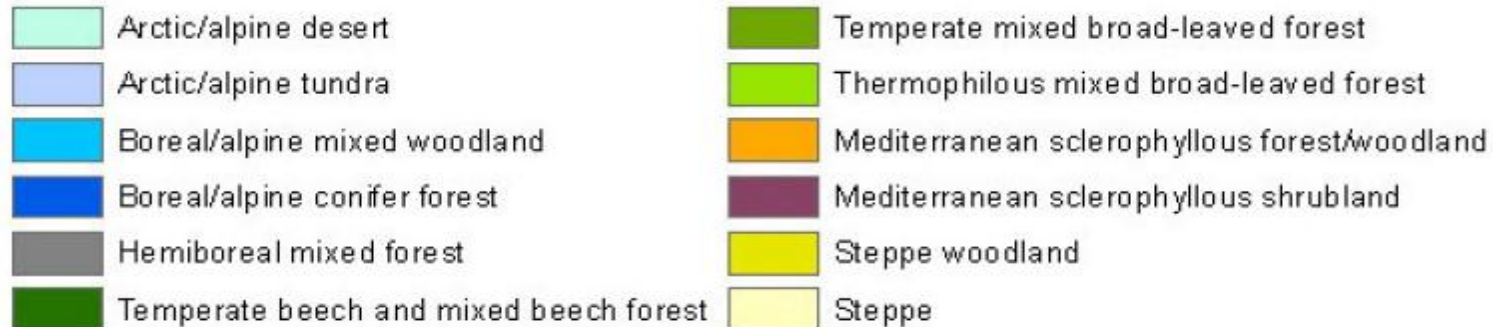 Arctic/alpine desert
Arctic/alpine tundra
Boreal/alpine mixed woodland
Boreal/alpine conifer forest
Hemiboreal mixed forest
Temperate beech and mixed beech forest
Temperate mixed broad-leaved forest
Thermophilous mixed broad-leaved forest
Mediterranean sclerophyllous forest/woodland
Mediterranean sclerophyllous shrubland
Steppe woodland
Steppe